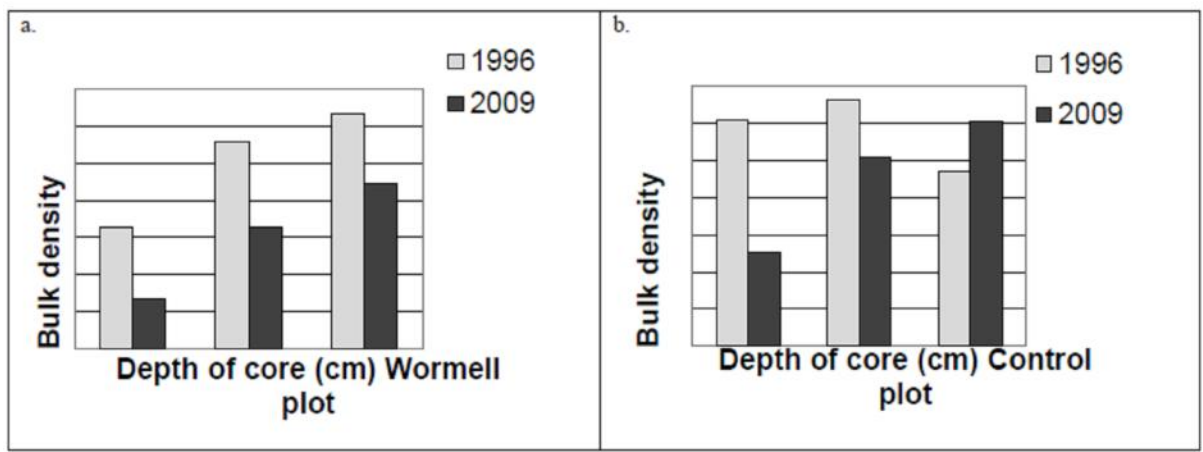 a.
1996
2009
Bulk density
Depth of core (cm) Wormell
plot
b.
1996
2009
Bulk density
Depth of core (cm) Control
plot